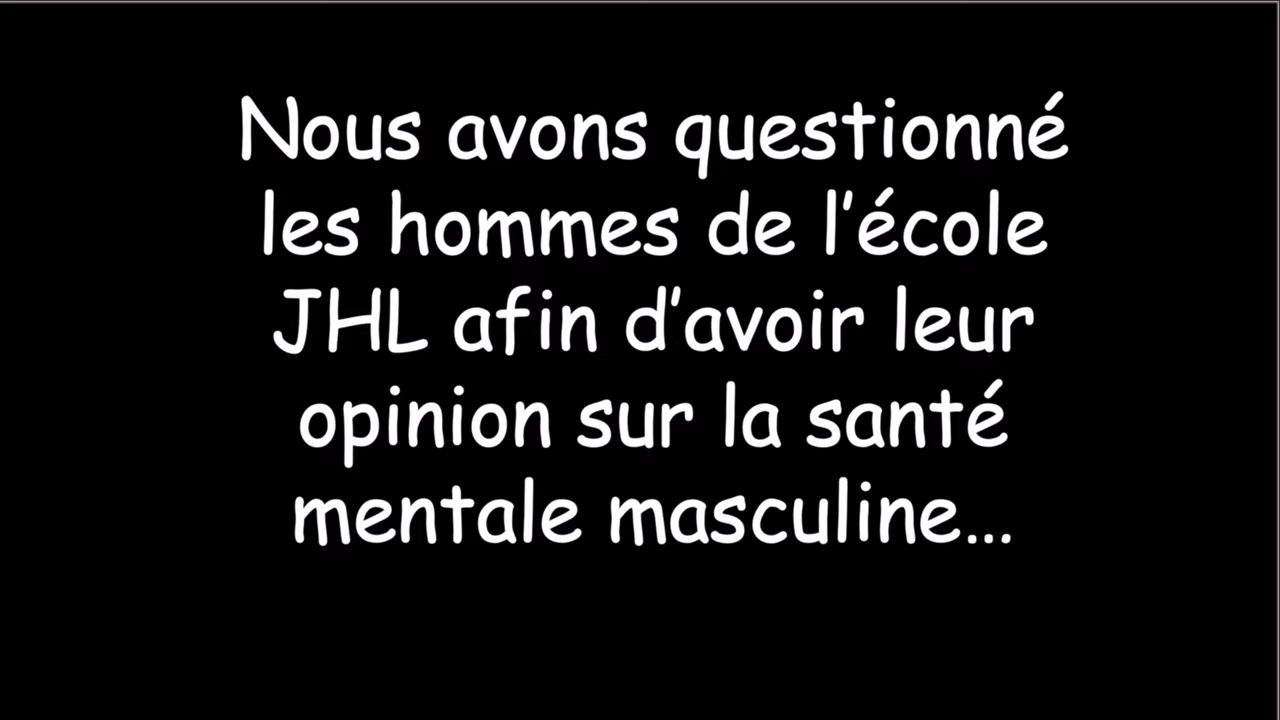 Nous avons questionné
les hommes de l'école
JHL afin d'avoir leur
opinion sur la santé
mentale masculine...